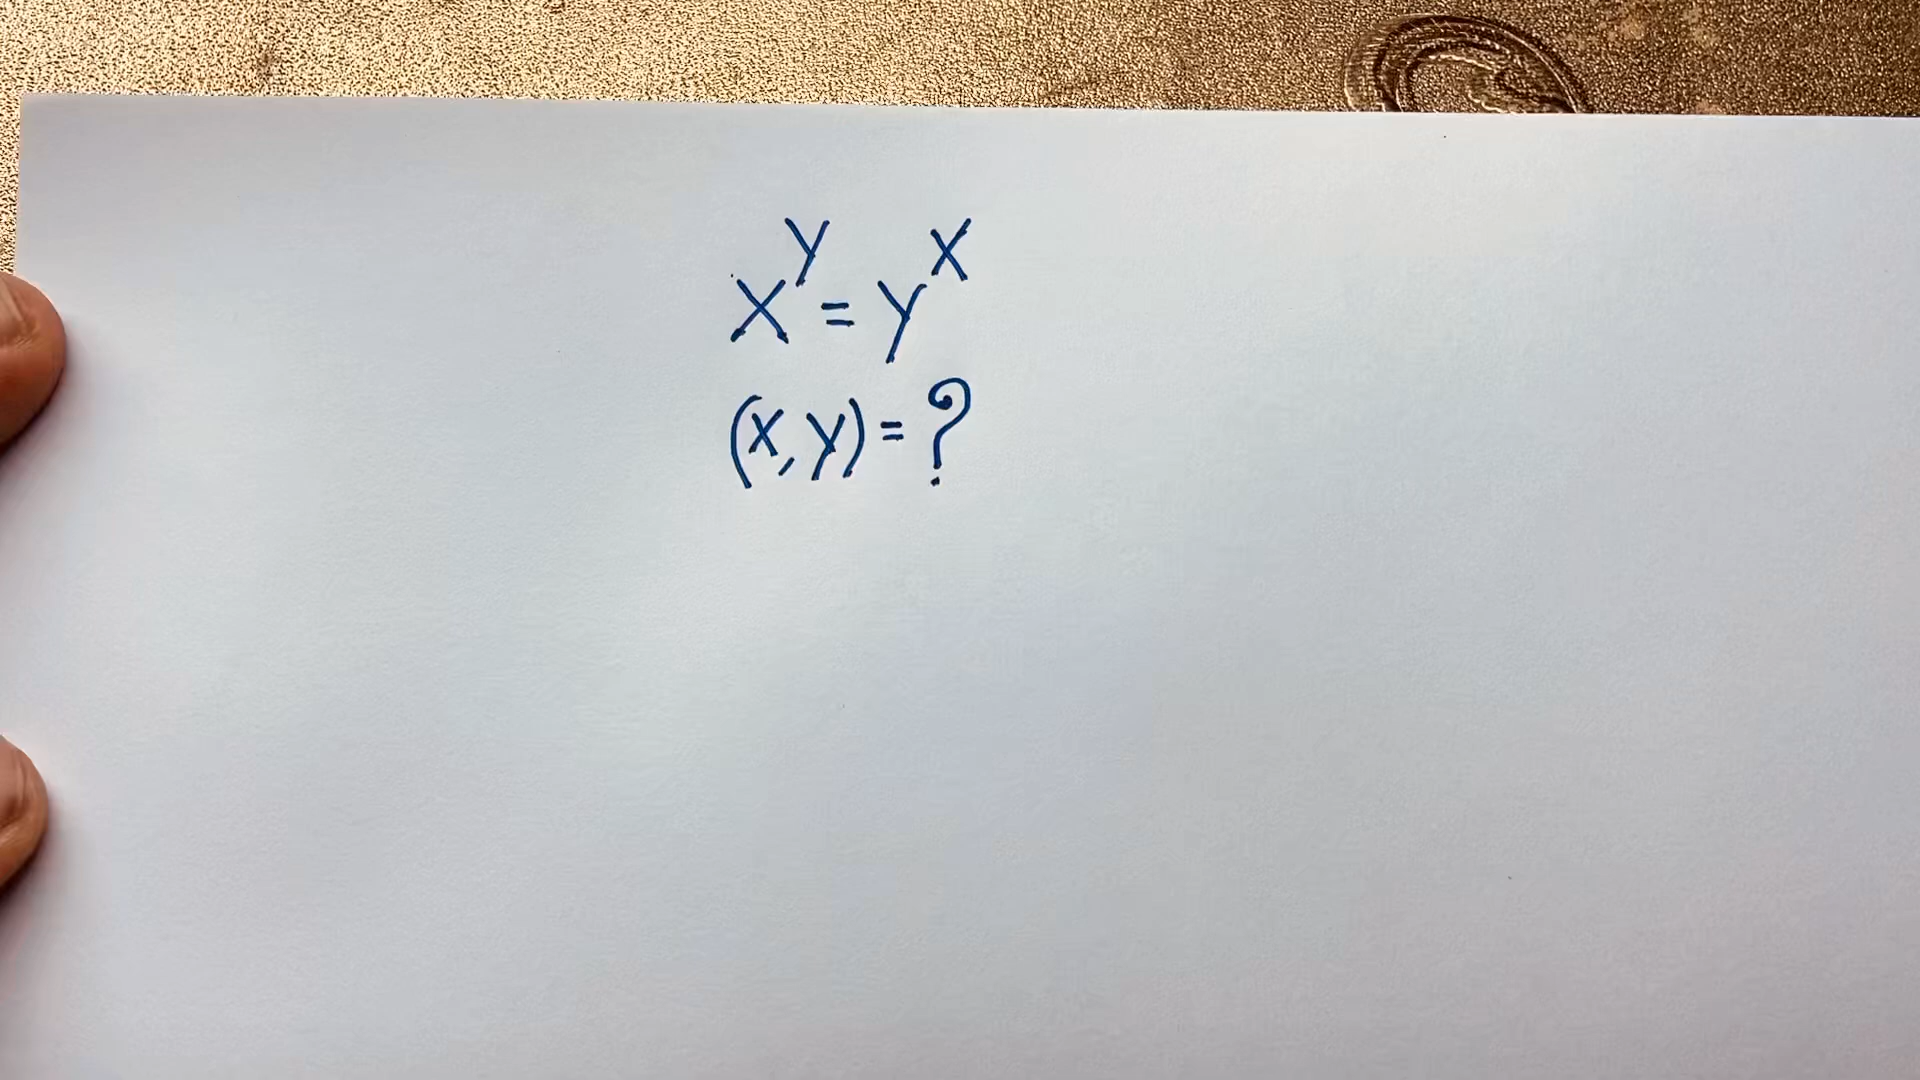 x^y = y^x
(x, y) = ?